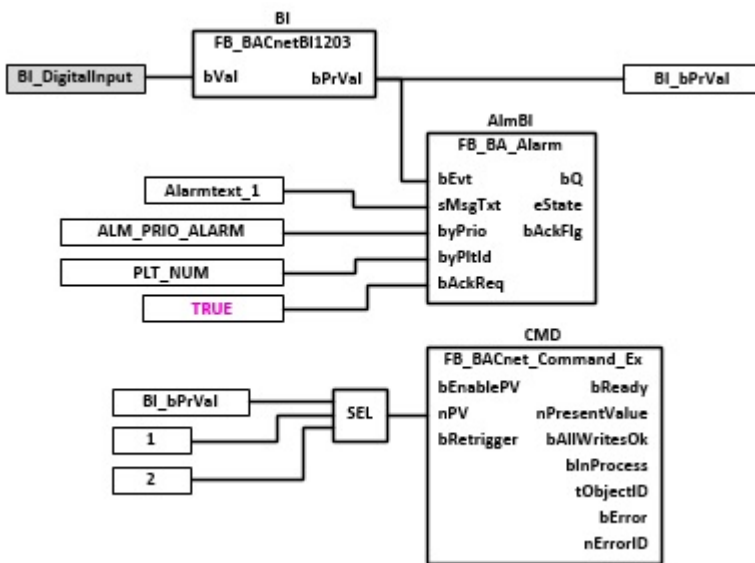 BI
FB_BACnetBI1203
BI_DigitalInput
bVal bPrVal
BI_bPrVal
AlmBI
FB_BA_Alarm
bEvt bQ
Alarmtext_1
sMsgTxt eState
ALM_PRIO_ALARM
byPrio bAckFlg
PLT_NUM
byPltId
TRUE
bAckReq
CMD
FB_BACnet_Command_Ex
bEnablePV bReady
BI_bPrVal
SEL
nPV nPresentValue
1
bRetrigger bAllWritesOk
2
bInProcess
tObjectID
bError
nErrorID